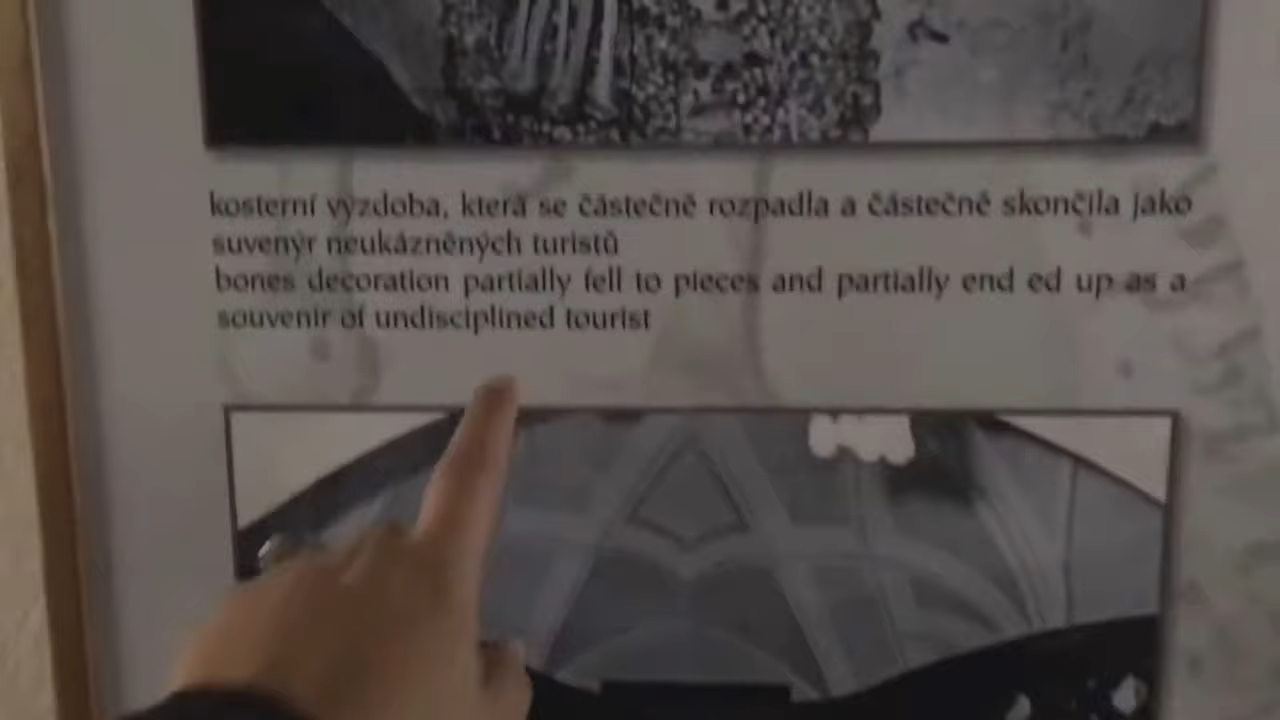 kosterní výzdoba, která se částečně rozpadla a částečně skončila jako
suvenýr neukázněných turistů
bones decoration partially fell to pieces and partially end ed up as a
souvenir of undisciplined tourist